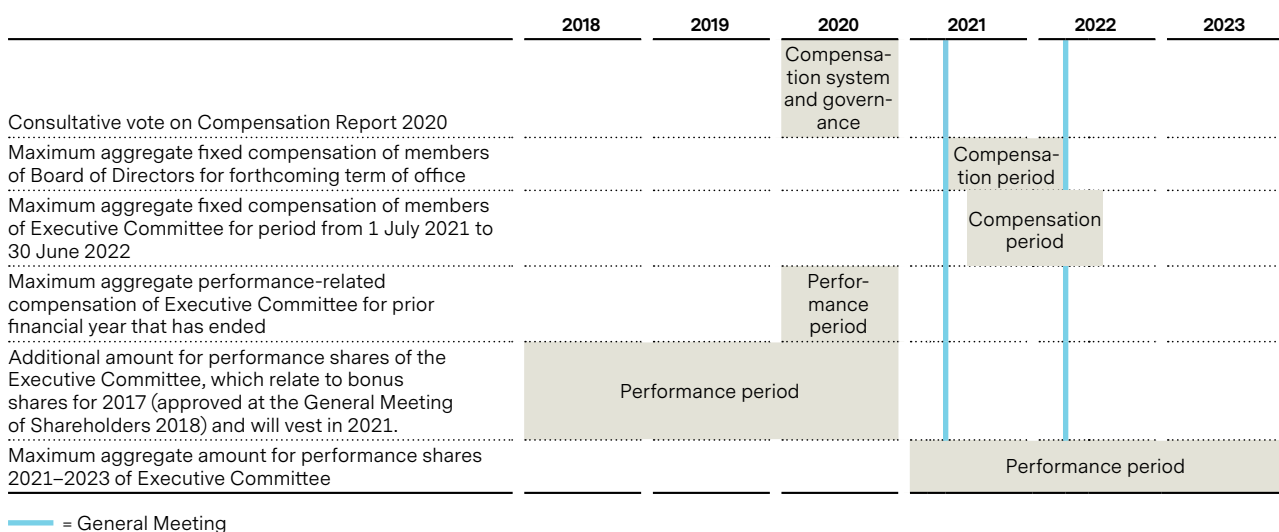 2018 2019 2020 2021 2022 2023
Consultative vote on Compensation Report 2020
Compensa-
tion system
and govern-
ance
Maximum aggregate fixed compensation of members
of Board of Directors for forthcoming term of office
Compensa-
tion period
Maximum aggregate fixed compensation of members
of Executive Committee for period from 1 July 2021 to
30 June 2022
Compensation
period
Maximum aggregate performance-related
compensation of Executive Committee for prior
financial year that has ended
Perfor-
mance
period
Additional amount for performance shares of the
Executive Committee, which relate to bonus
shares for 2017 (approved at the General Meeting
of Shareholders 2018) and will vest in 2021.
Performance period
Maximum aggregate amount for performance shares
2021–2023 of Executive Committee
Performance period
= General Meeting